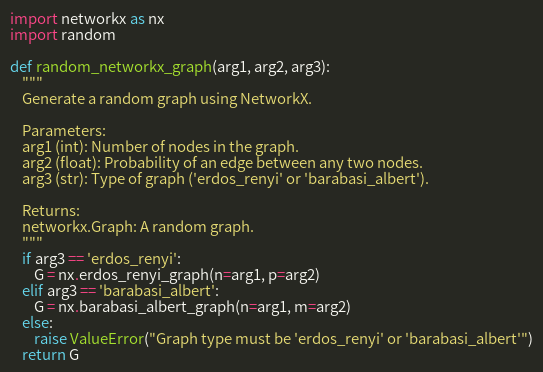 import networkx as nx
import random

def random_networkx_graph(arg1, arg2, arg3):
    """
    Generate a random graph using NetworkX.

    Parameters:
    arg1 (int): Number of nodes in the graph.
    arg2 (float): Probability of an edge between any two nodes.
    arg3 (str): Type of graph ('erdos_renyi' or 'barabasi_albert').

    Returns:
    networkx.Graph: A random graph.
    """
    if arg3 == 'erdos_renyi':
        G = nx.erdos_renyi_graph(n=arg1, p=arg2)
    elif arg3 == 'barabasi_albert':
        G = nx.barabasi_albert_graph(n=arg1, m=arg2)
    else:
        raise ValueError("Graph type must be 'erdos_renyi' or 'barabasi_albert'")
    return G